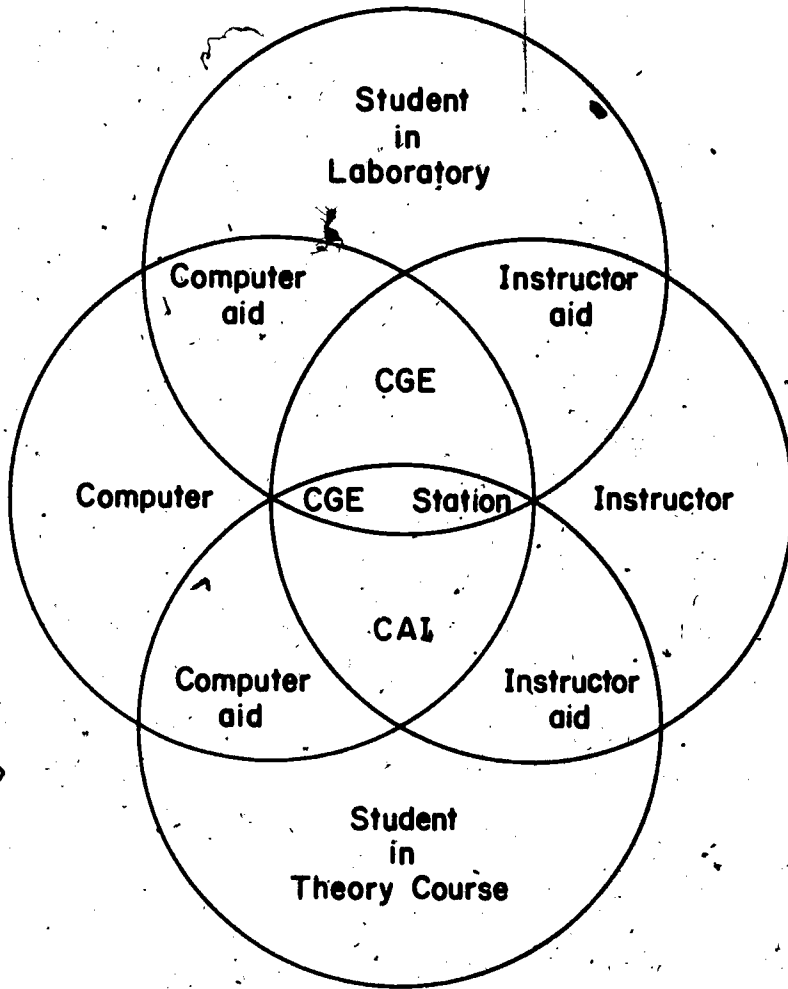 Student
in
Laboratory
Computer
aid
Instructor
aid
CGE
Computer
CGE Station
Instructor
CAI
Computer
aid
Instructor
aid
Student
in
Theory Course